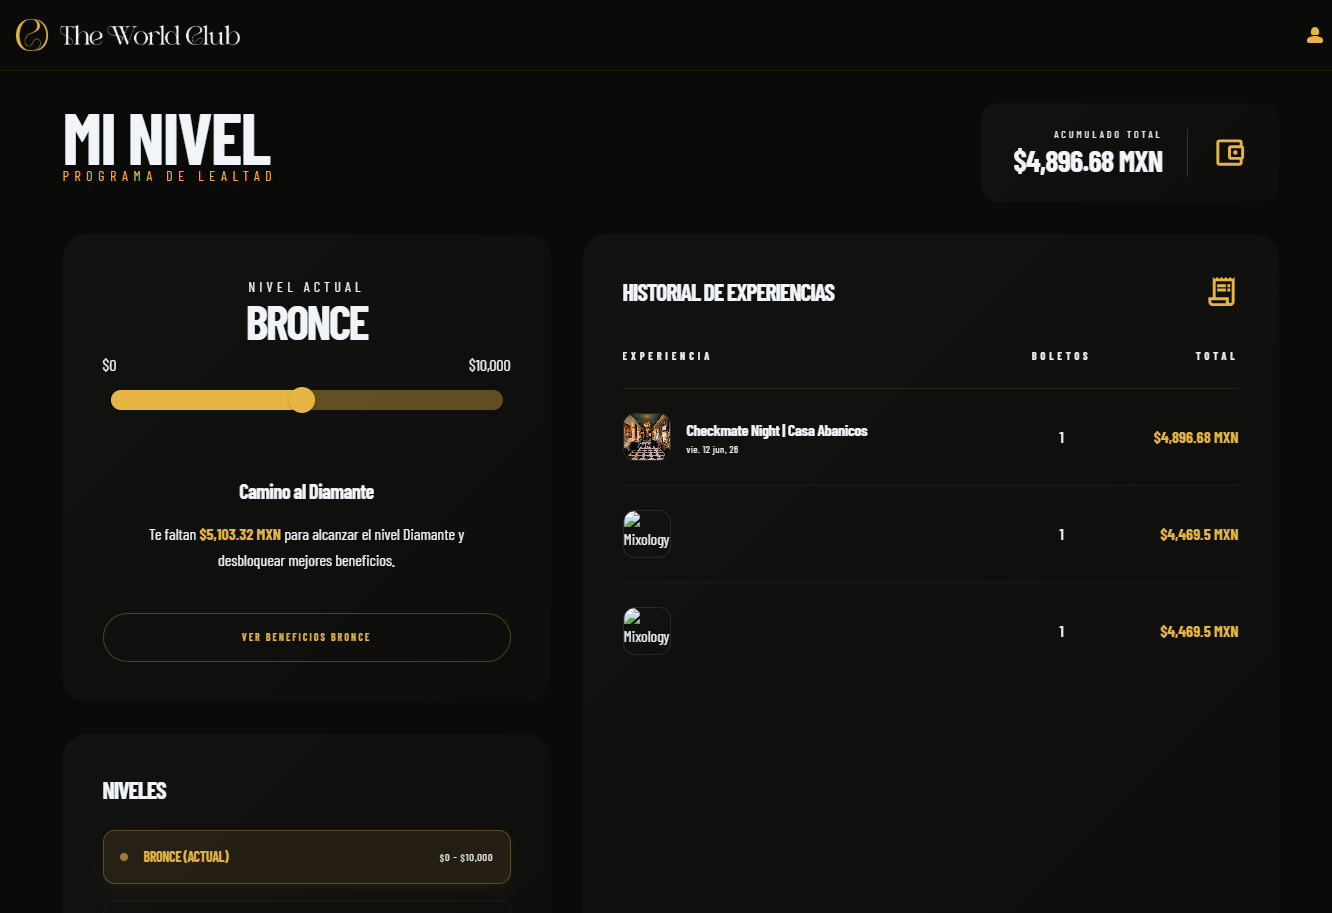 The World Club
MI NIVEL
PROGRAMA DE LEALTAD
ACUMULADO TOTAL
$4,896.68 MXN
NIVEL ACTUAL
BRONCE
$0
$10,000
Camino al Diamante
Te faltan $5,103.32 MXN para alcanzar el nivel Diamante y
desbloquear mejores beneficios.
VER BENEFICIOS BRONCE
NIVELES
BRONCE (ACTUAL)
$0 - $10,000
HISTORIAL DE EXPERIENCIAS
EXPERIENCIA
BOLETOS
TOTAL
Checkmate Night | Casa Abanicos
vie. 12 jun, 26
1
$4,896.68 MXN
Mixology
1
$4,469.5 MXN
Mixology
1
$4,469.5 MXN